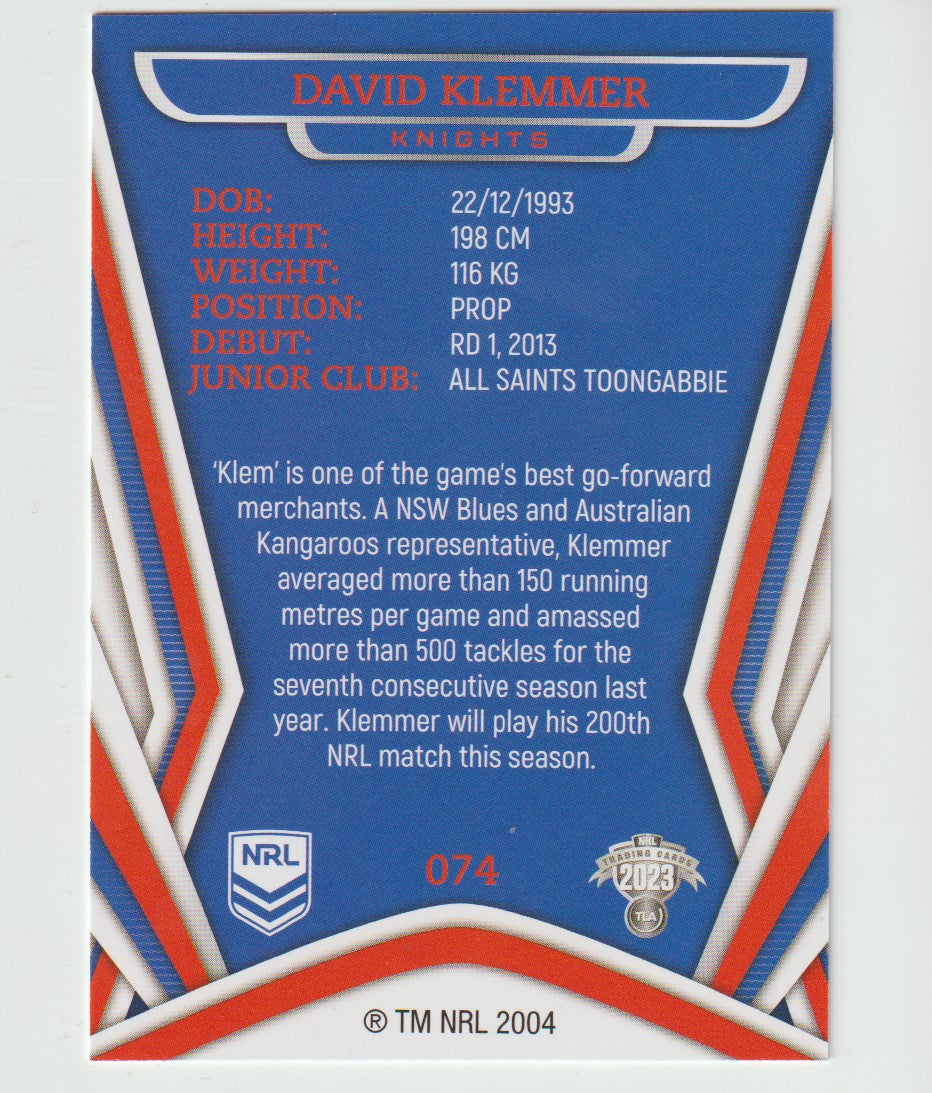 DAVID KLEMMER
KNIGHTS
DOB: 22/12/1993
HEIGHT: 198 CM
WEIGHT: 116 KG
POSITION: PROP
DEBUT: RD 1, 2013
JUNIOR CLUB: ALL SAINTS TOONGABBIE
‘Klem’ is one of the game’s best go-forward
merchants. A NSW Blues and Australian
Kangaroos representative, Klemmer
averaged more than 150 running
metres per game and amassed
more than 500 tackles for the
seventh consecutive season last
year. Klemmer will play his 200th
NRL match this season.
NRL
074
NRL
TRADING CARDS
2023
TLA
® TM NRL 2004